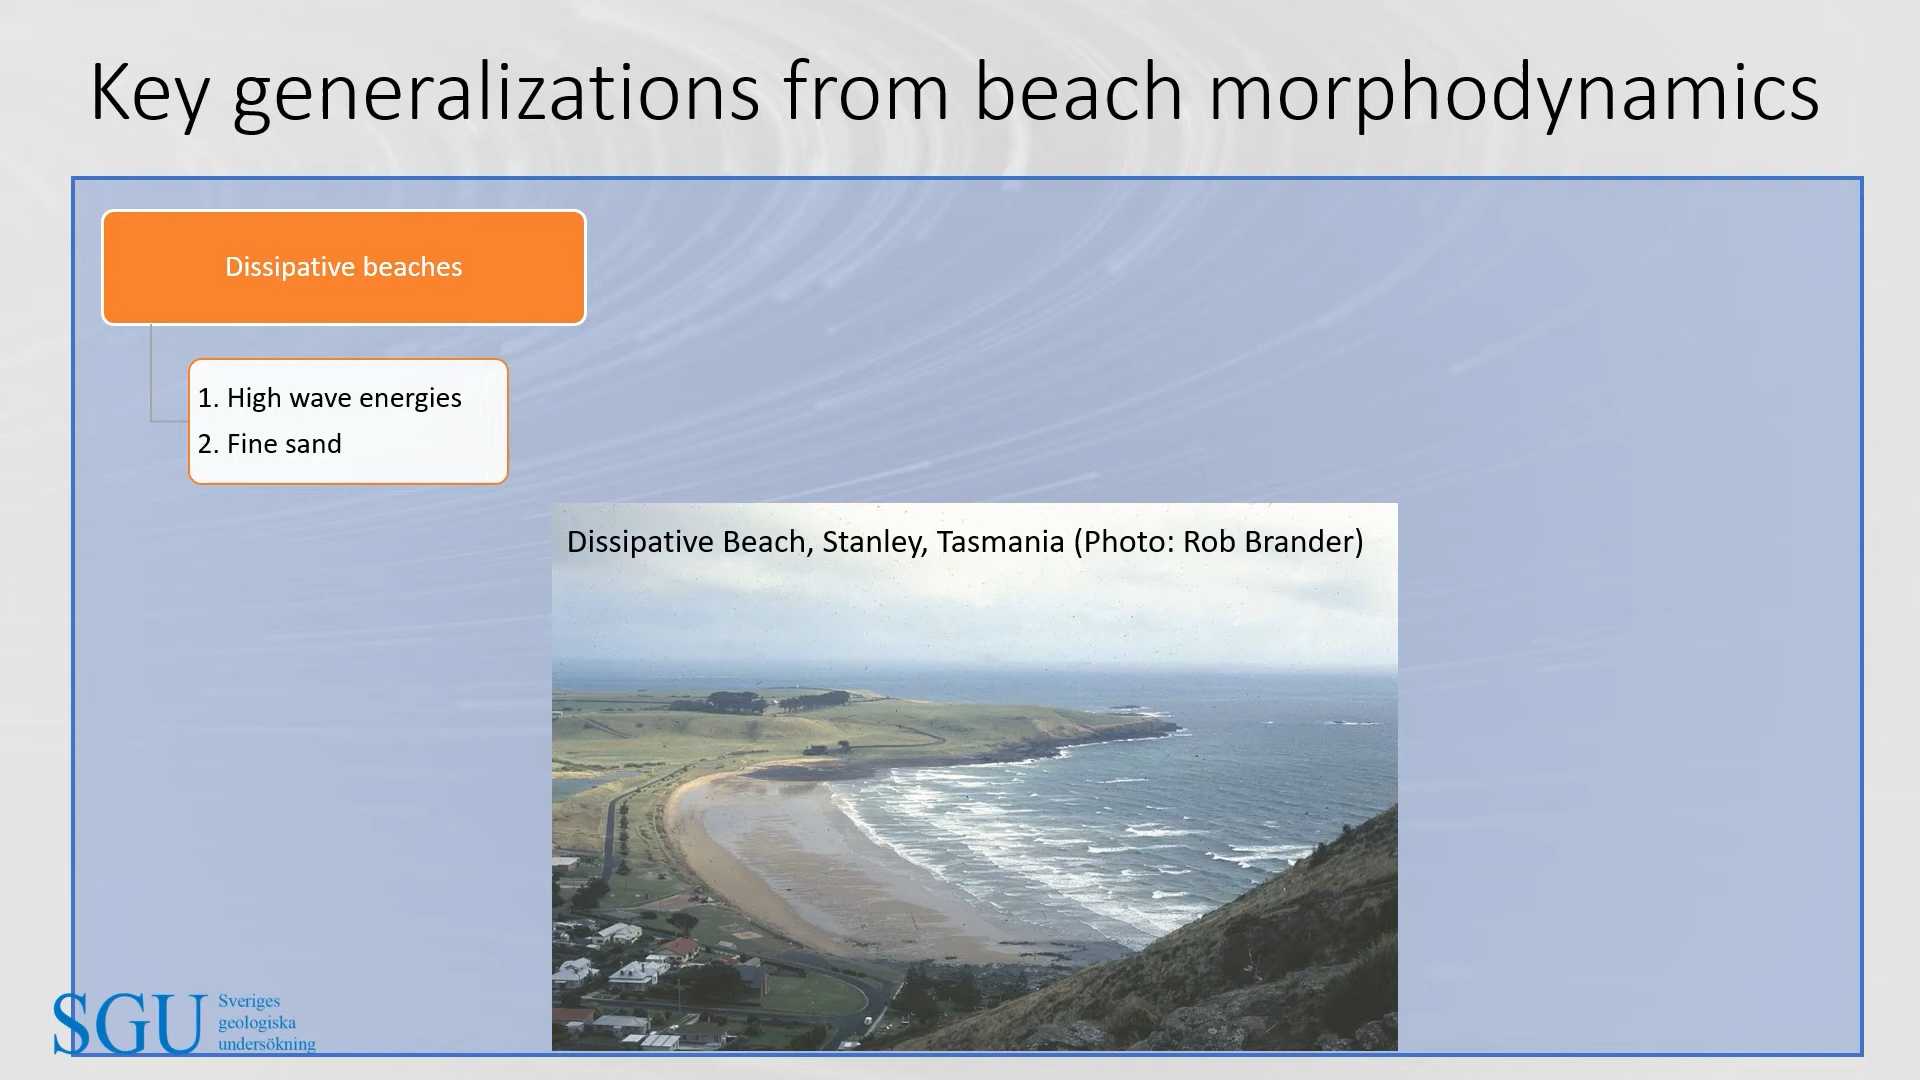 Key generalizations from beach morphodynamics
Dissipative beaches
1. High wave energies
2. Fine sand
Dissipative Beach, Stanley, Tasmania (Photo: Rob Brander)
SGU
Sveriges
geologiska
undersökning